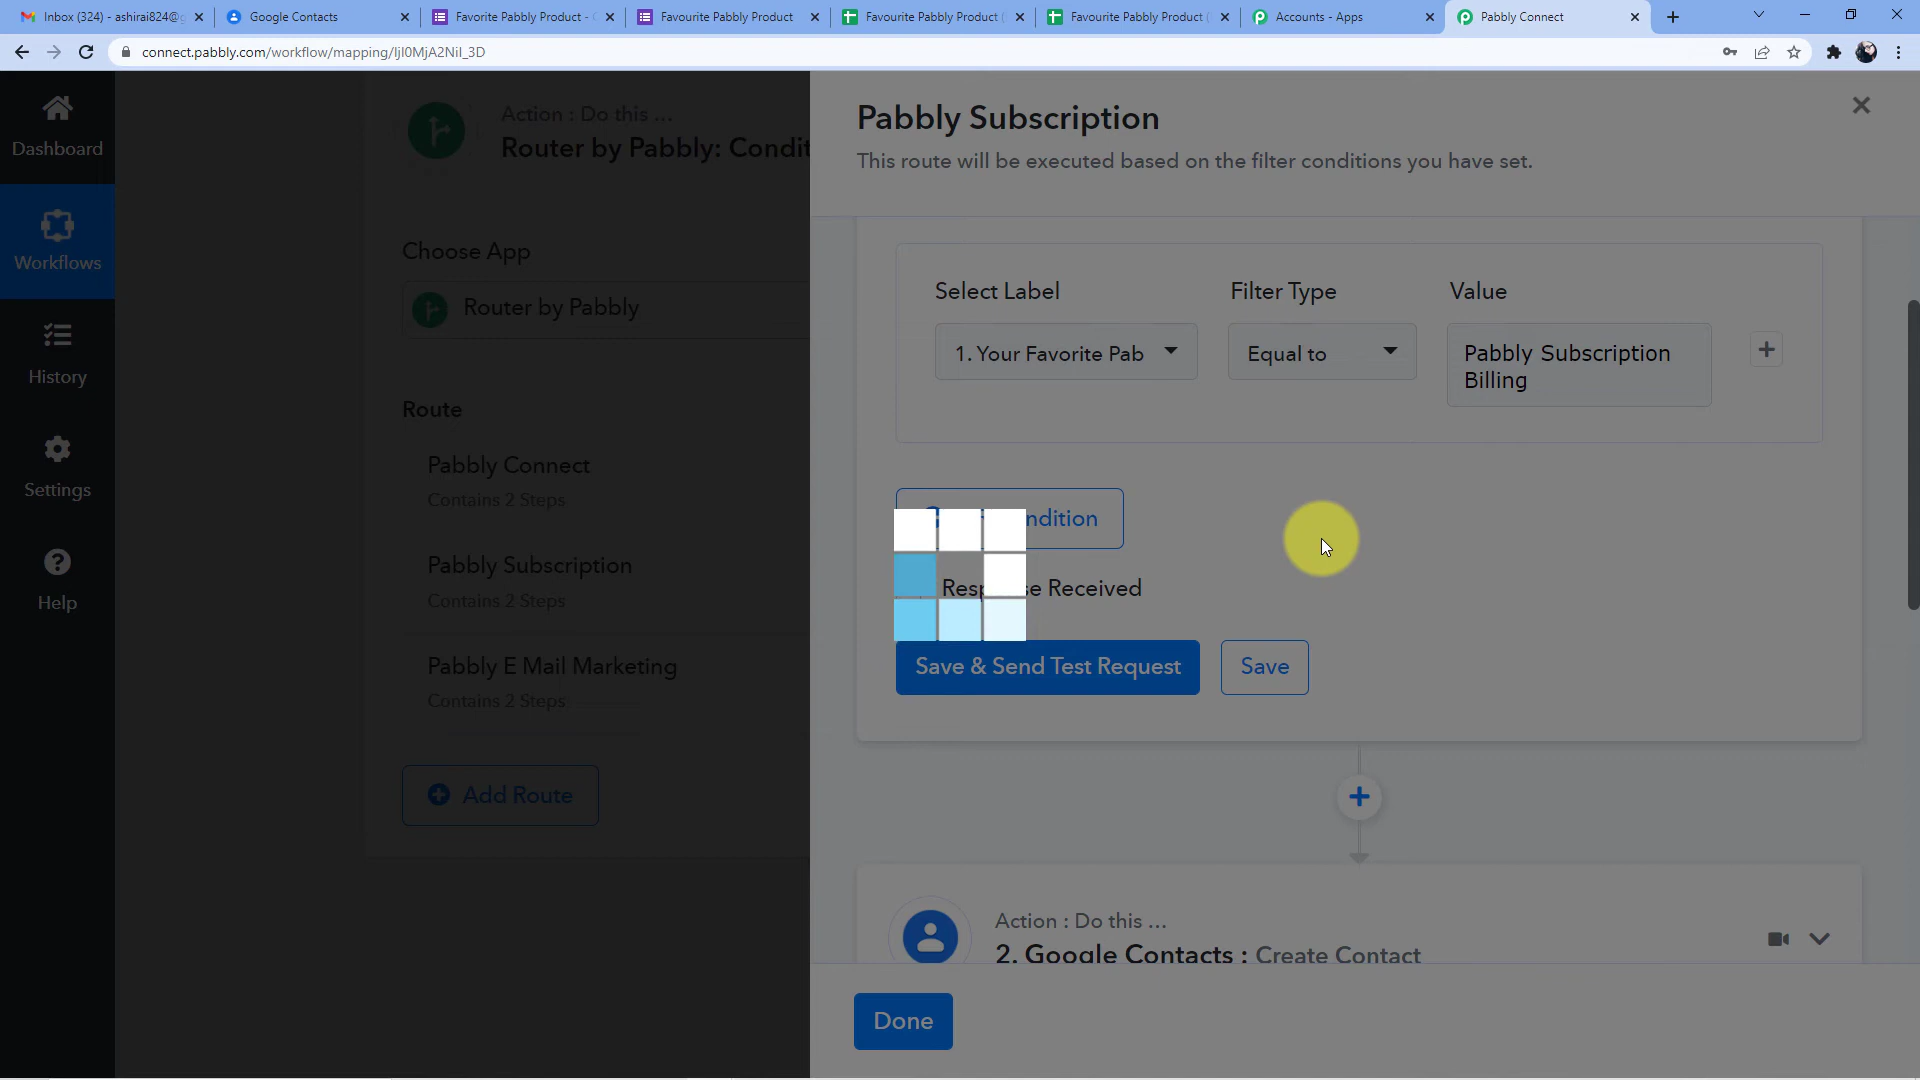 Inbox (324) - ashirai824@g
Google Contacts
Favorite Pabbly Product -
Favourite Pabbly Product
Favourite Pabbly Product (
Favourite Pabbly Product (
Accounts - Apps
Pabbly Connect
connect.pabbly.com/workflow/mapping/IjI0MjA2NiI_3D
Dashboard
Workflows
History
Settings
Help
Action : Do this ...
Router by Pabbly: Condit
Choose App
Router by Pabbly
Route
Pabbly Connect
Contains 2 Steps
Pabbly Subscription
Contains 2 Steps
Pabbly E Mail Marketing
Contains 2 Steps
Add Route
Pabbly Subscription
This route will be executed based on the filter conditions you have set.
Select Label
Filter Type
Value
1. Your Favorite Pab
Equal to
Pabbly Subscription
Billing
ndition
Response Received
Save & Send Test Request
Save
Action : Do this ...
2. Google Contacts : Create Contact
Done